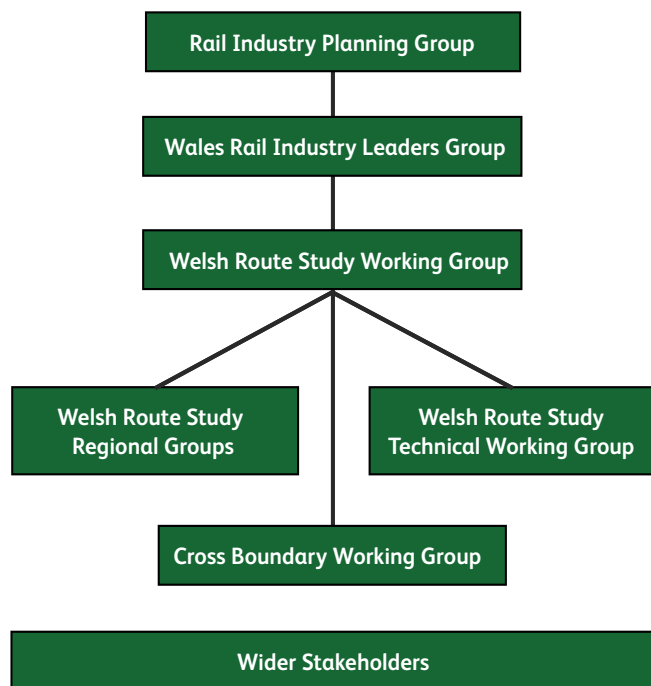 Rail Industry Planning Group
Wales Rail Industry Leaders Group
Welsh Route Study Working Group
Welsh Route Study
Regional Groups
Welsh Route Study
Technical Working Group
Cross Boundary Working Group
Wider Stakeholders